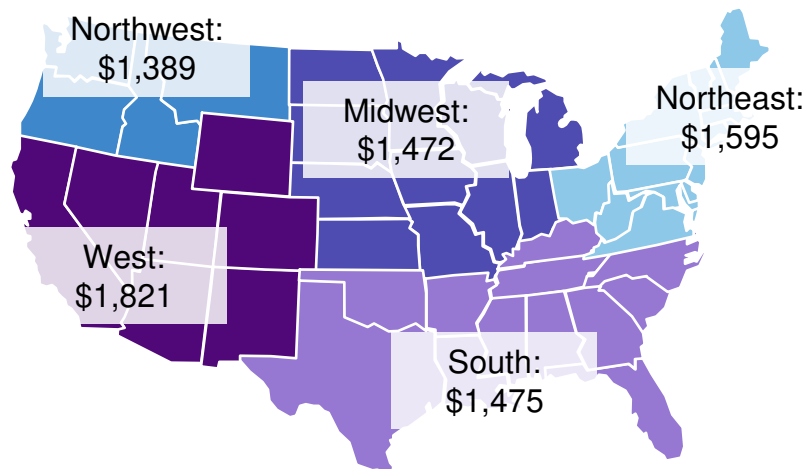 Northwest:
$1,389
Midwest:
$1,472
Northeast:
$1,595
West:
$1,821
South:
$1,475